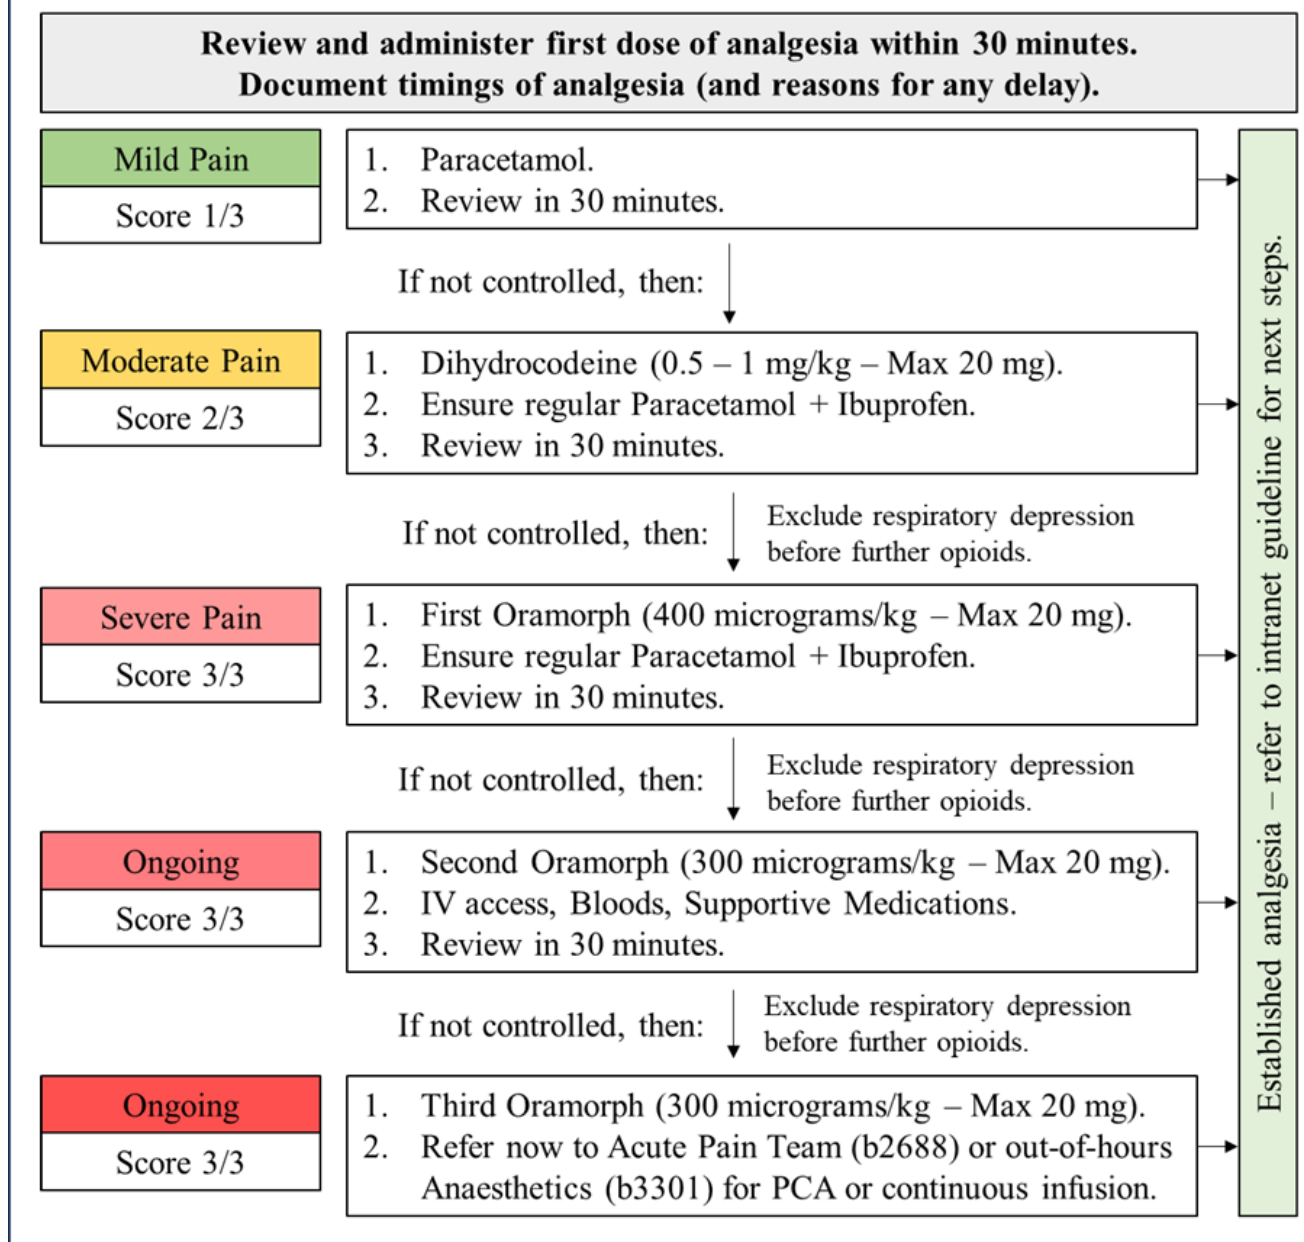 Review and administer first dose of analgesia within 30 minutes.
Document timings of analgesia (and reasons for any delay).
Mild Pain
Score 1/3
1. Paracetamol.
2. Review in 30 minutes.
If not controlled, then:
Moderate Pain
Score 2/3
1. Dihydrocodeine (0.5 – 1 mg/kg – Max 20 mg).
2. Ensure regular Paracetamol + Ibuprofen.
3. Review in 30 minutes.
If not controlled, then:
Exclude respiratory depression
before further opioids.
Severe Pain
Score 3/3
1. First Oramorph (400 micrograms/kg – Max 20 mg).
2. Ensure regular Paracetamol + Ibuprofen.
3. Review in 30 minutes.
If not controlled, then:
Exclude respiratory depression
before further opioids.
Ongoing
Score 3/3
1. Second Oramorph (300 micrograms/kg – Max 20 mg).
2. IV access, Bloods, Supportive Medications.
3. Review in 30 minutes.
If not controlled, then:
Exclude respiratory depression
before further opioids.
Ongoing
Score 3/3
1. Third Oramorph (300 micrograms/kg – Max 20 mg).
2. Refer now to Acute Pain Team (b2688) or out-of-hours
Anaesthetics (b3301) for PCA or continuous infusion.
Established analgesia – refer to intranet guideline for next steps.